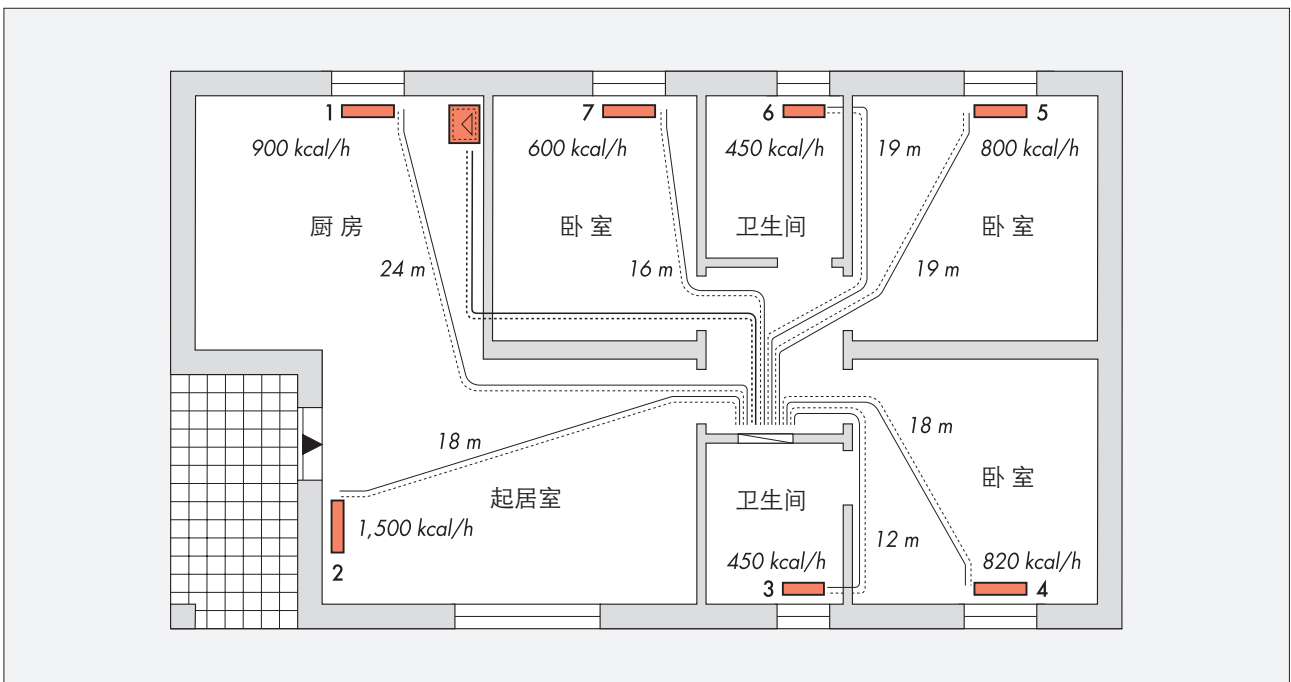 1
7
6
5
900 kcal/h
600 kcal/h
450 kcal/h
19 m
800 kcal/h
厨 房
卧 室
卫生间
卧 室
24 m
16 m
19 m
18 m
18 m
起居室
卫生间
卧 室
1,500 kcal/h
12 m
2
450 kcal/h
820 kcal/h
3
4